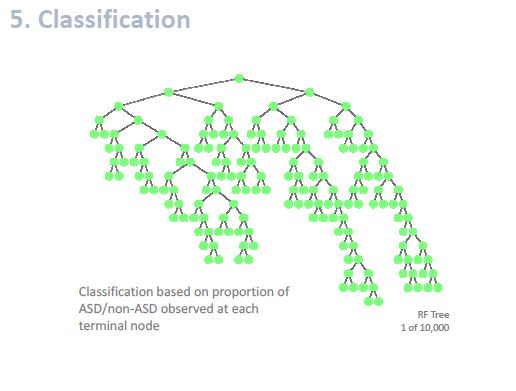 5. Classification
Classification based on proportion of
ASD/non-ASD observed at each
terminal node
RF Tree
1 of 10,000